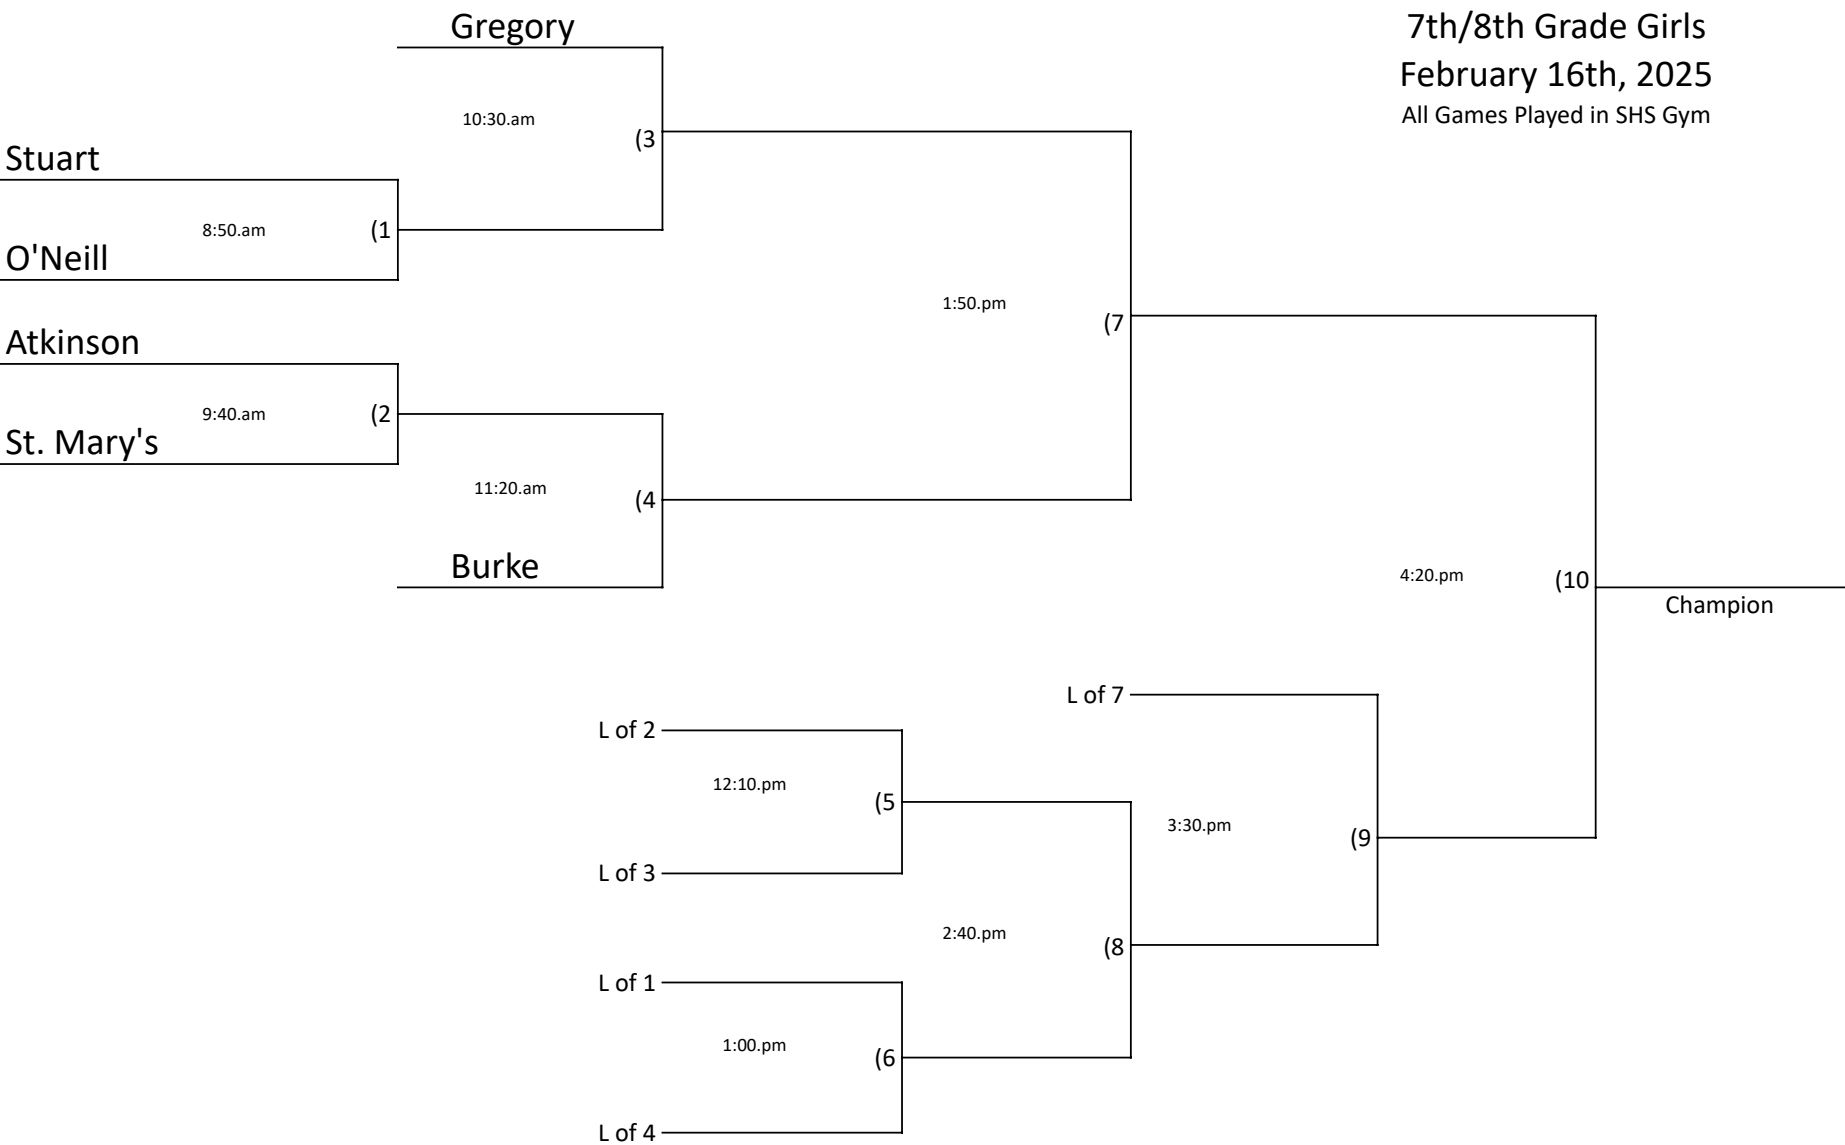 Gregory
7th/8th Grade Girls
February 16th, 2025
All Games Played in SHS Gym
10:30.am
(3
Stuart
8:50.am
(1
O'Neill
1:50.pm
(7
Atkinson
9:40.am
(2
St. Mary's
11:20.am
(4
Burke
4:20.pm
(10
Champion
L of 7
L of 2
12:10.pm
(5
3:30.pm
(9
L of 3
2:40.pm
(8
L of 1
1:00.pm
(6
L of 4